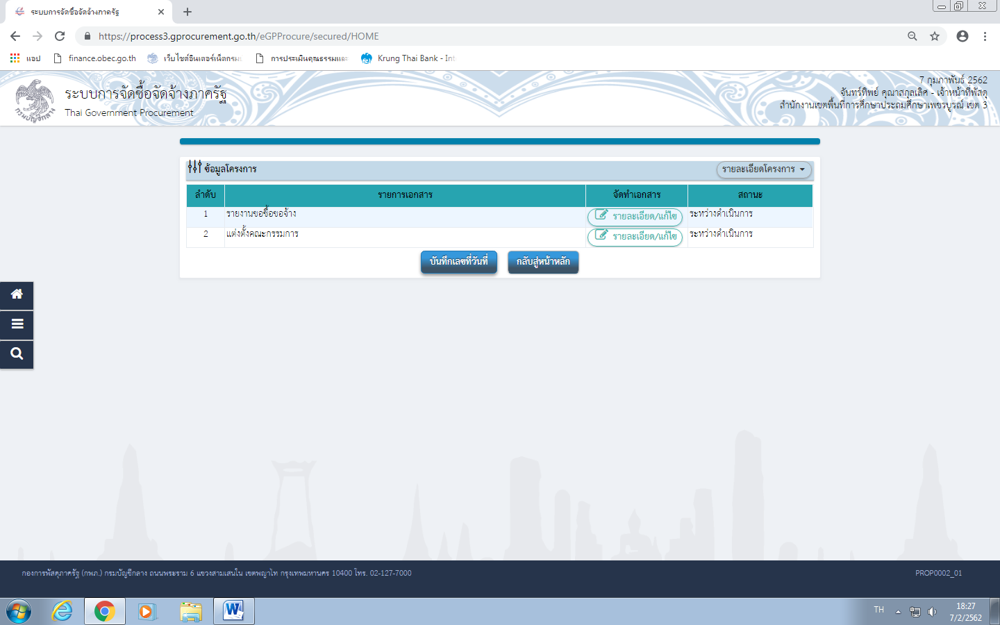 ระบบการจัดซื้อจัดจ้างภาครัฐ
https://process3.gprocurement.go.th/eGPProcure/secured/HOME
แอป finance.obec.go.th เว็บไซต์อินเตอร์เน็ตกรม การประเมินคุณธรรมและ Krung Thai Bank - Int
ระบบการจัดซื้อจัดจ้างภาครัฐ
Thai Government Procurement
กรมบัญชีกลาง
7 กุมภาพันธ์ 2562
จันทร์ทิพย์ คุณาสกุลเลิศ - เจ้าหน้าที่พัสดุ
สำนักงานเขตพื้นที่การศึกษาประถมศึกษาเพชรบูรณ์ เขต 3
ข้อมูลโครงการ รายละเอียดโครงการ
ลำดับ รายการเอกสาร จัดทำเอกสาร สถานะ
1 รายงานขอซื้อขอจ้าง รายละเอียด/แก้ไข ระหว่างดำเนินการ
2 แต่งตั้งคณะกรรมการ รายละเอียด/แก้ไข ระหว่างดำเนินการ
บันทึกเลขที่วันที่ กลับสู่หน้าหลัก
กองการพัสดุภาครัฐ (กพภ.) กรมบัญชีกลาง ถนนพระราม 6 แขวงสามเสนใน เขตพญาไท กรุงเทพมหานคร 10400 โทร. 02-127-7000 PROP0002_01
TH 18:27
7/2/2562